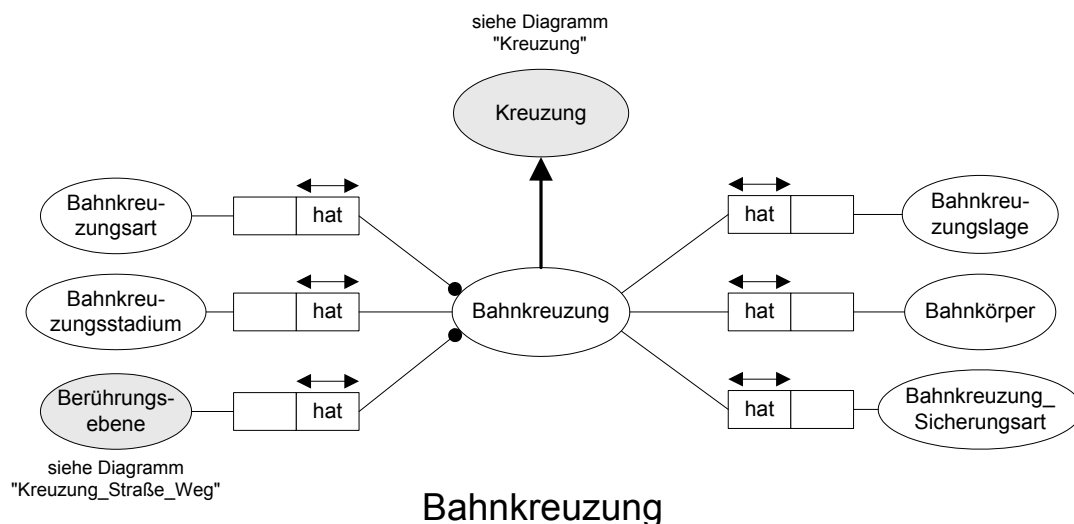 siehe Diagramm
"Kreuzung"
Kreuzung
Bahnkreu-
zungsart
hat
hat
Bahnkreu-
zungslage
Bahnkreu-
zungsstadium
hat
Bahnkreuzung
hat
Bahnkörper
Berührungs-
ebene
hat
hat
Bahnkreuzung_
Sicherungsart
siehe Diagramm
"Kreuzung_Straße_Weg"
Bahnkreuzung